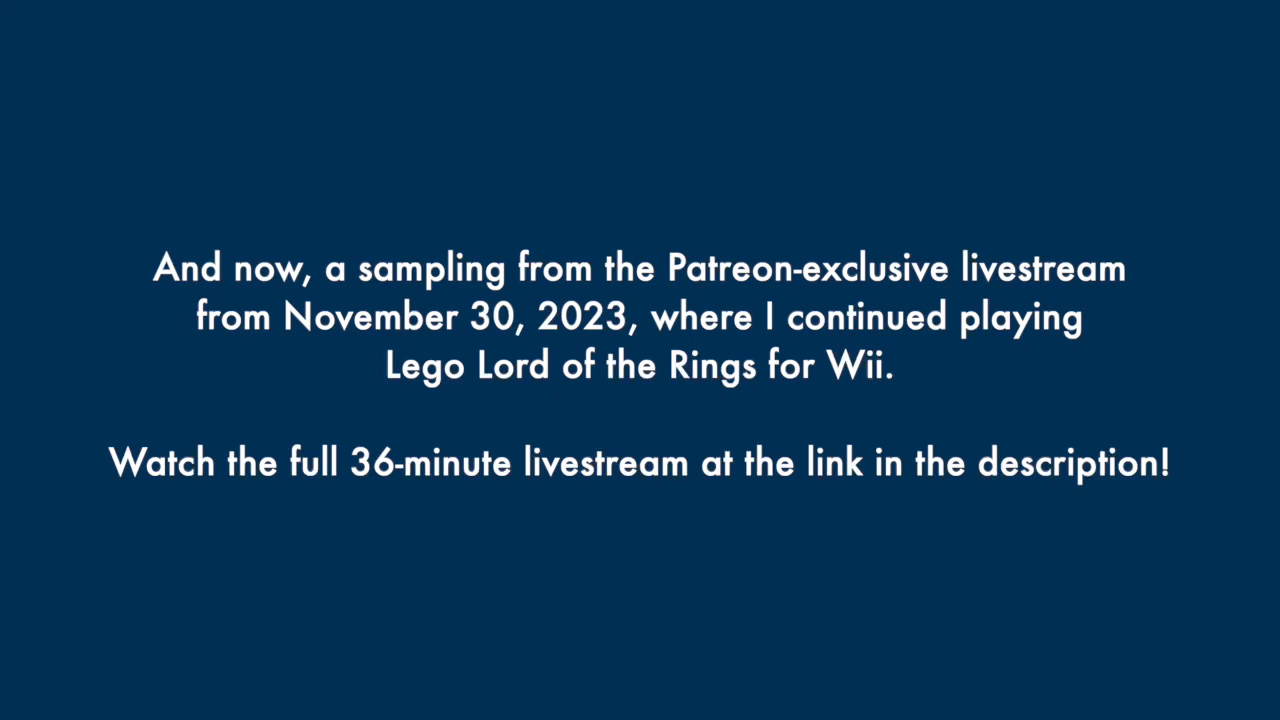 And now, a sampling from the Patreon-exclusive livestream
from November 30, 2023, where I continued playing
Lego Lord of the Rings for Wii.
Watch the full 36-minute livestream at the link in the description!